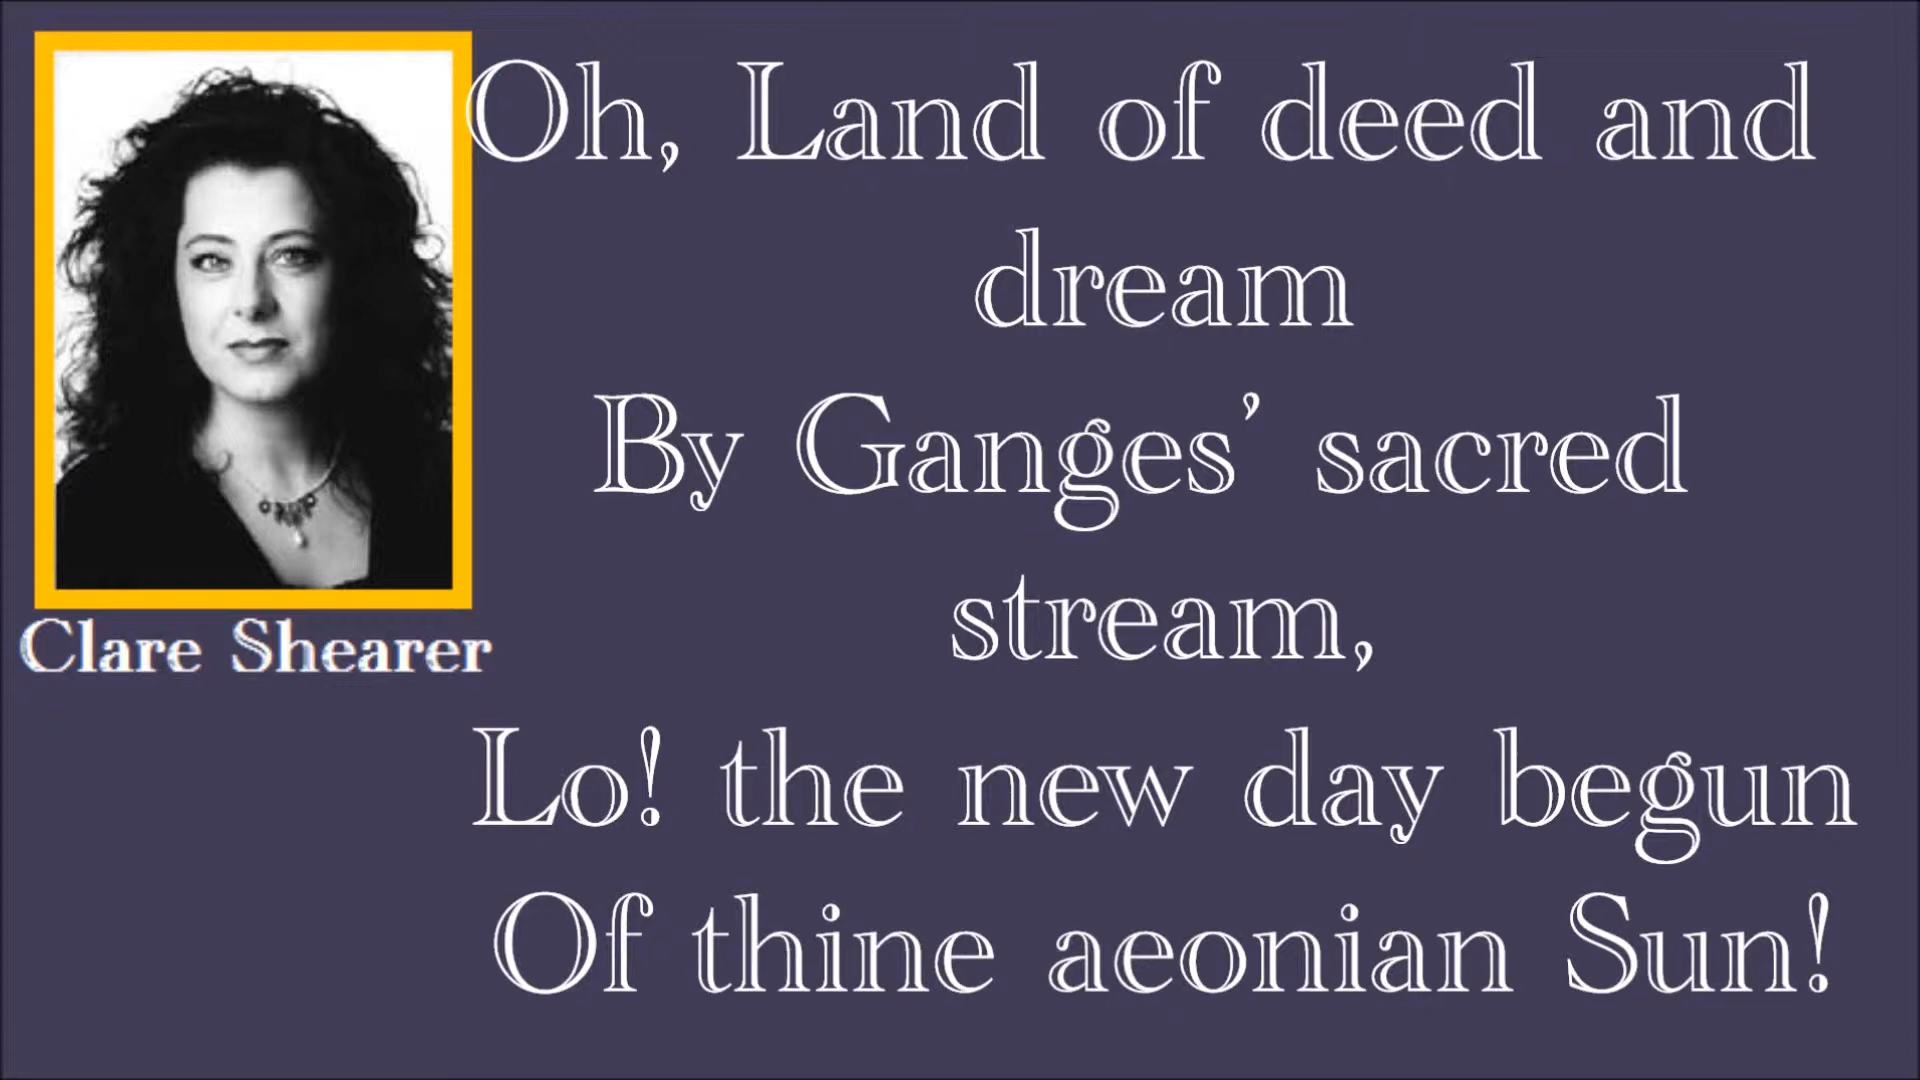 Oh, Land of deed and
dream
By Ganges’ sacred
stream,
Lo! the new day begun
Of thine aeonian Sun!
Clare Shearer